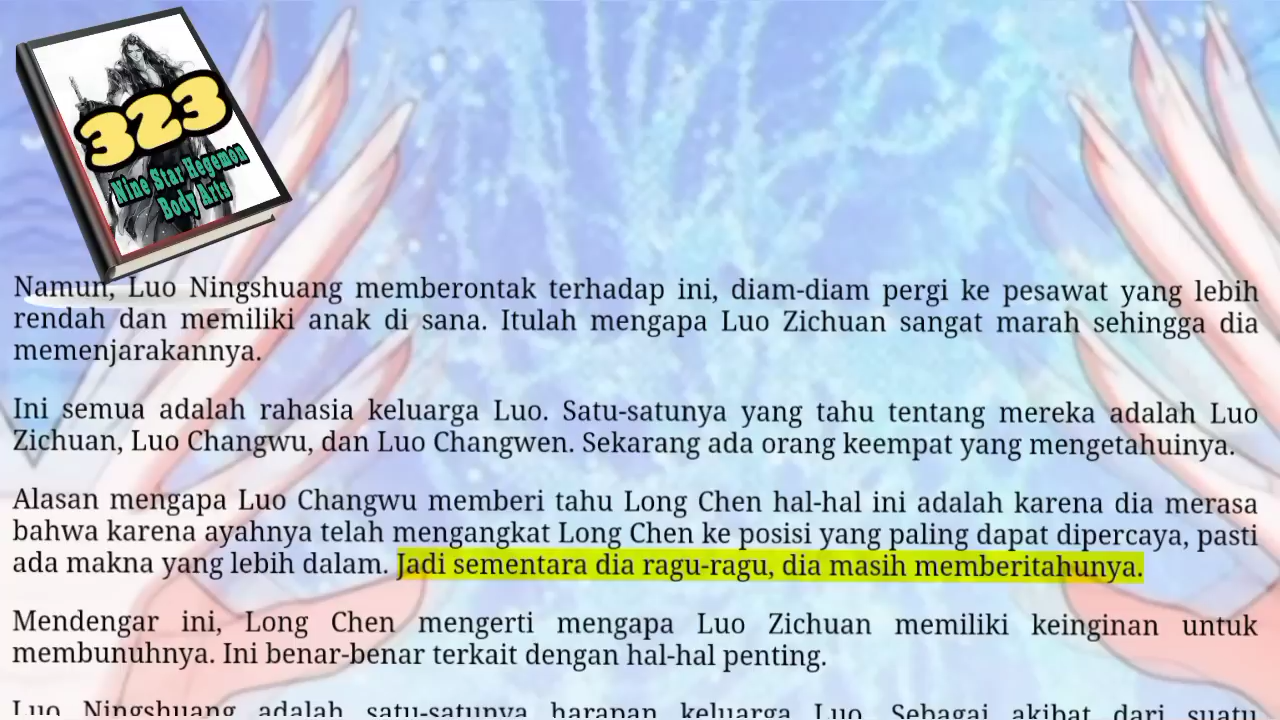 323
Nine Star Hegemon
Body Arts
Namun, Luo Ningshuang memberontak terhadap ini, diam-diam pergi ke pesawat yang lebih
rendah dan memiliki anak di sana. Itulah mengapa Luo Zichuan sangat marah sehingga dia
memenjarakannya.
Ini semua adalah rahasia keluarga Luo. Satu-satunya yang tahu tentang mereka adalah Luo
Zichuan, Luo Changwu, dan Luo Changwen. Sekarang ada orang keempat yang mengetahuinya.
Alasan mengapa Luo Changwu memberi tahu Long Chen hal-hal ini adalah karena dia merasa
bahwa karena ayahnya telah mengangkat Long Chen ke posisi yang paling dapat dipercaya, pasti
ada makna yang lebih dalam. Jadi sementara dia ragu-ragu, dia masih memberitahunya.
Mendengar ini, Long Chen mengerti mengapa Luo Zichuan memiliki keinginan untuk
membunuhnya. Ini benar-benar terkait dengan hal-hal penting.
Luo Ningshuang adalah satu-satunya harapan keluarga Luo. Sebagai akibat dari suatu